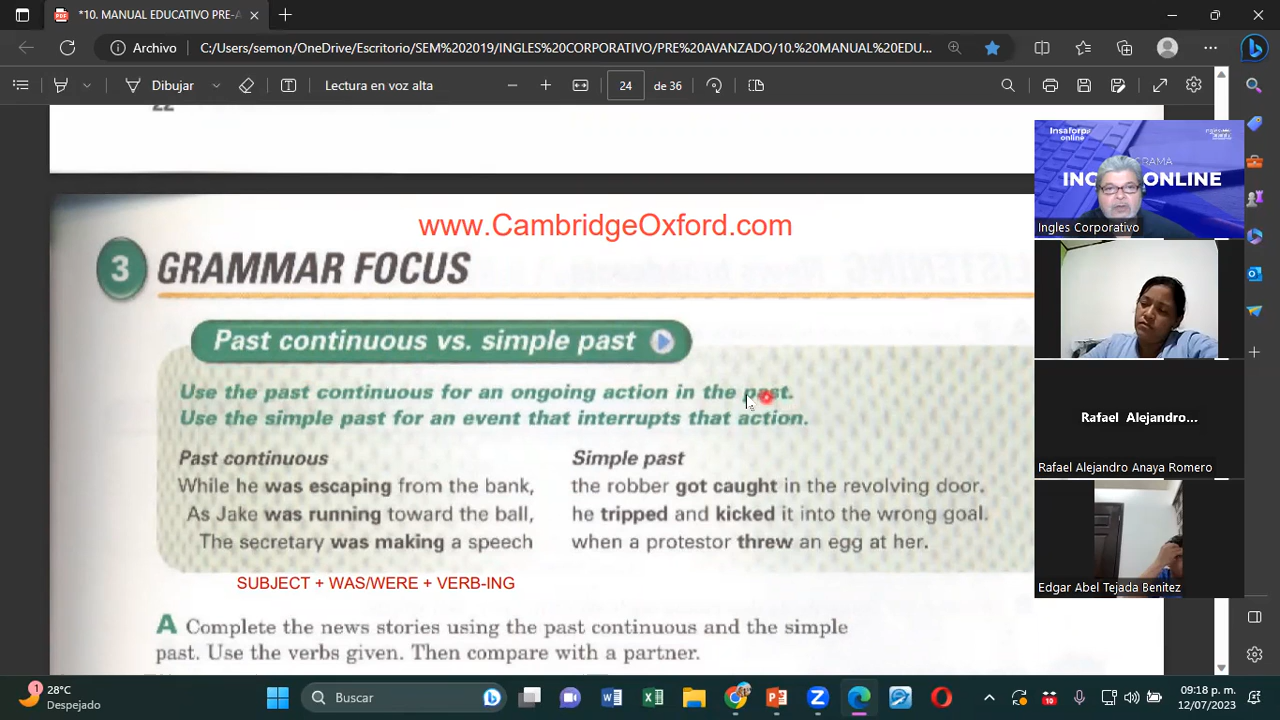 *10. MANUAL EDUCATIVO PRE-A
Archivo
C:/Users/semon/OneDrive/Escritorio/SEM%202019/INGLES%20CORPORATIVO/PRE%20AVANZADO/10.%20MANUAL%20EDU...
Dibujar
Lectura en voz alta
24
de 36
22
www.CambridgeOxford.com
3 GRAMMAR FOCUS
Past continuous vs. simple past
Use the past continuous for an ongoing action in the past.
Use the simple past for an event that interrupts that action.
Past continuous
Simple past
While he was escaping from the bank,
the robber got caught in the revolving door.
As Jake was running toward the ball,
he tripped and kicked it into the wrong goal.
The secretary was making a speech
when a protestor threw an egg at her.
SUBJECT + WAS/WERE + VERB-ING
A Complete the news stories using the past continuous and the simple
past. Use the verbs given. Then compare with a partner.
Insaforp
online
INGLES ONLINE
Ingles Corporativo
Rafael Alejandro...
Rafael Alejandro Anaya Romero
Edgar Abel Tejada Benitez
1
28°C
Despejado
Buscar
10
09:18 p. m.
12/07/2023